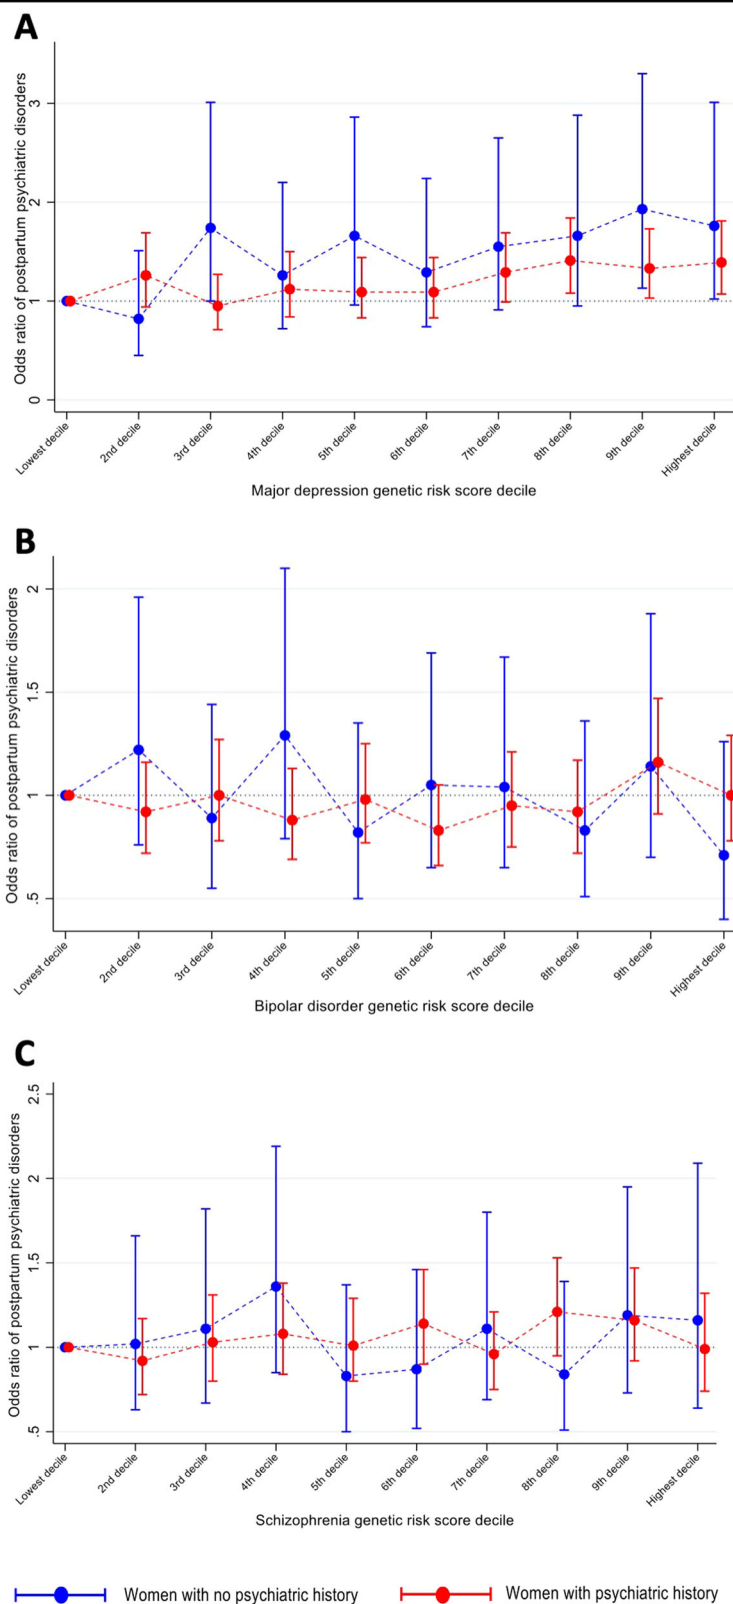 A
Odds ratio of postpartum psychiatric disorders
3
2
1
0
Lowest decile
2nd decile
3rd decile
4th decile
5th decile
6th decile
7th decile
8th decile
9th decile
Highest decile
Major depression genetic risk score decile
B
Odds ratio of postpartum psychiatric disorders
2
1.5
1
.5
Lowest decile
2nd decile
3rd decile
4th decile
5th decile
6th decile
7th decile
8th decile
9th decile
Highest decile
Bipolar disorder genetic risk score decile
C
Odds ratio of postpartum psychiatric disorders
2.5
2
1.5
1
.5
Lowest decile
2nd decile
3rd decile
4th decile
5th decile
6th decile
7th decile
8th decile
9th decile
Highest decile
Schizophrenia genetic risk score decile
Women with no psychiatric history
Women with psychiatric history